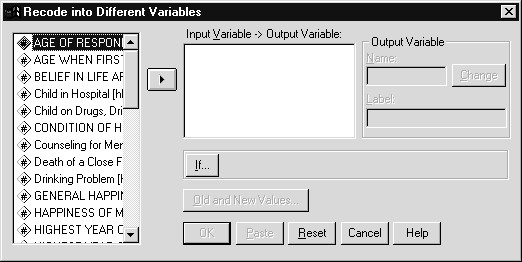 Recode into Different Variables
AGE OF RESPON
AGE WHEN FIRST
BELIEF IN LIFE AF
Child in Hospital [hl
Child on Drugs, Dri
CONDITION OF H
Counseling for Men
Death of a Close F
Drinking Problem [h
GENERAL HAPPIN
HAPPINESS OF M
HIGHEST YEAR O
Input Variable -> Output Variable:
Output Variable
Name:
Change
Label:
If...
Old and New Values...
OK
Paste
Reset
Cancel
Help